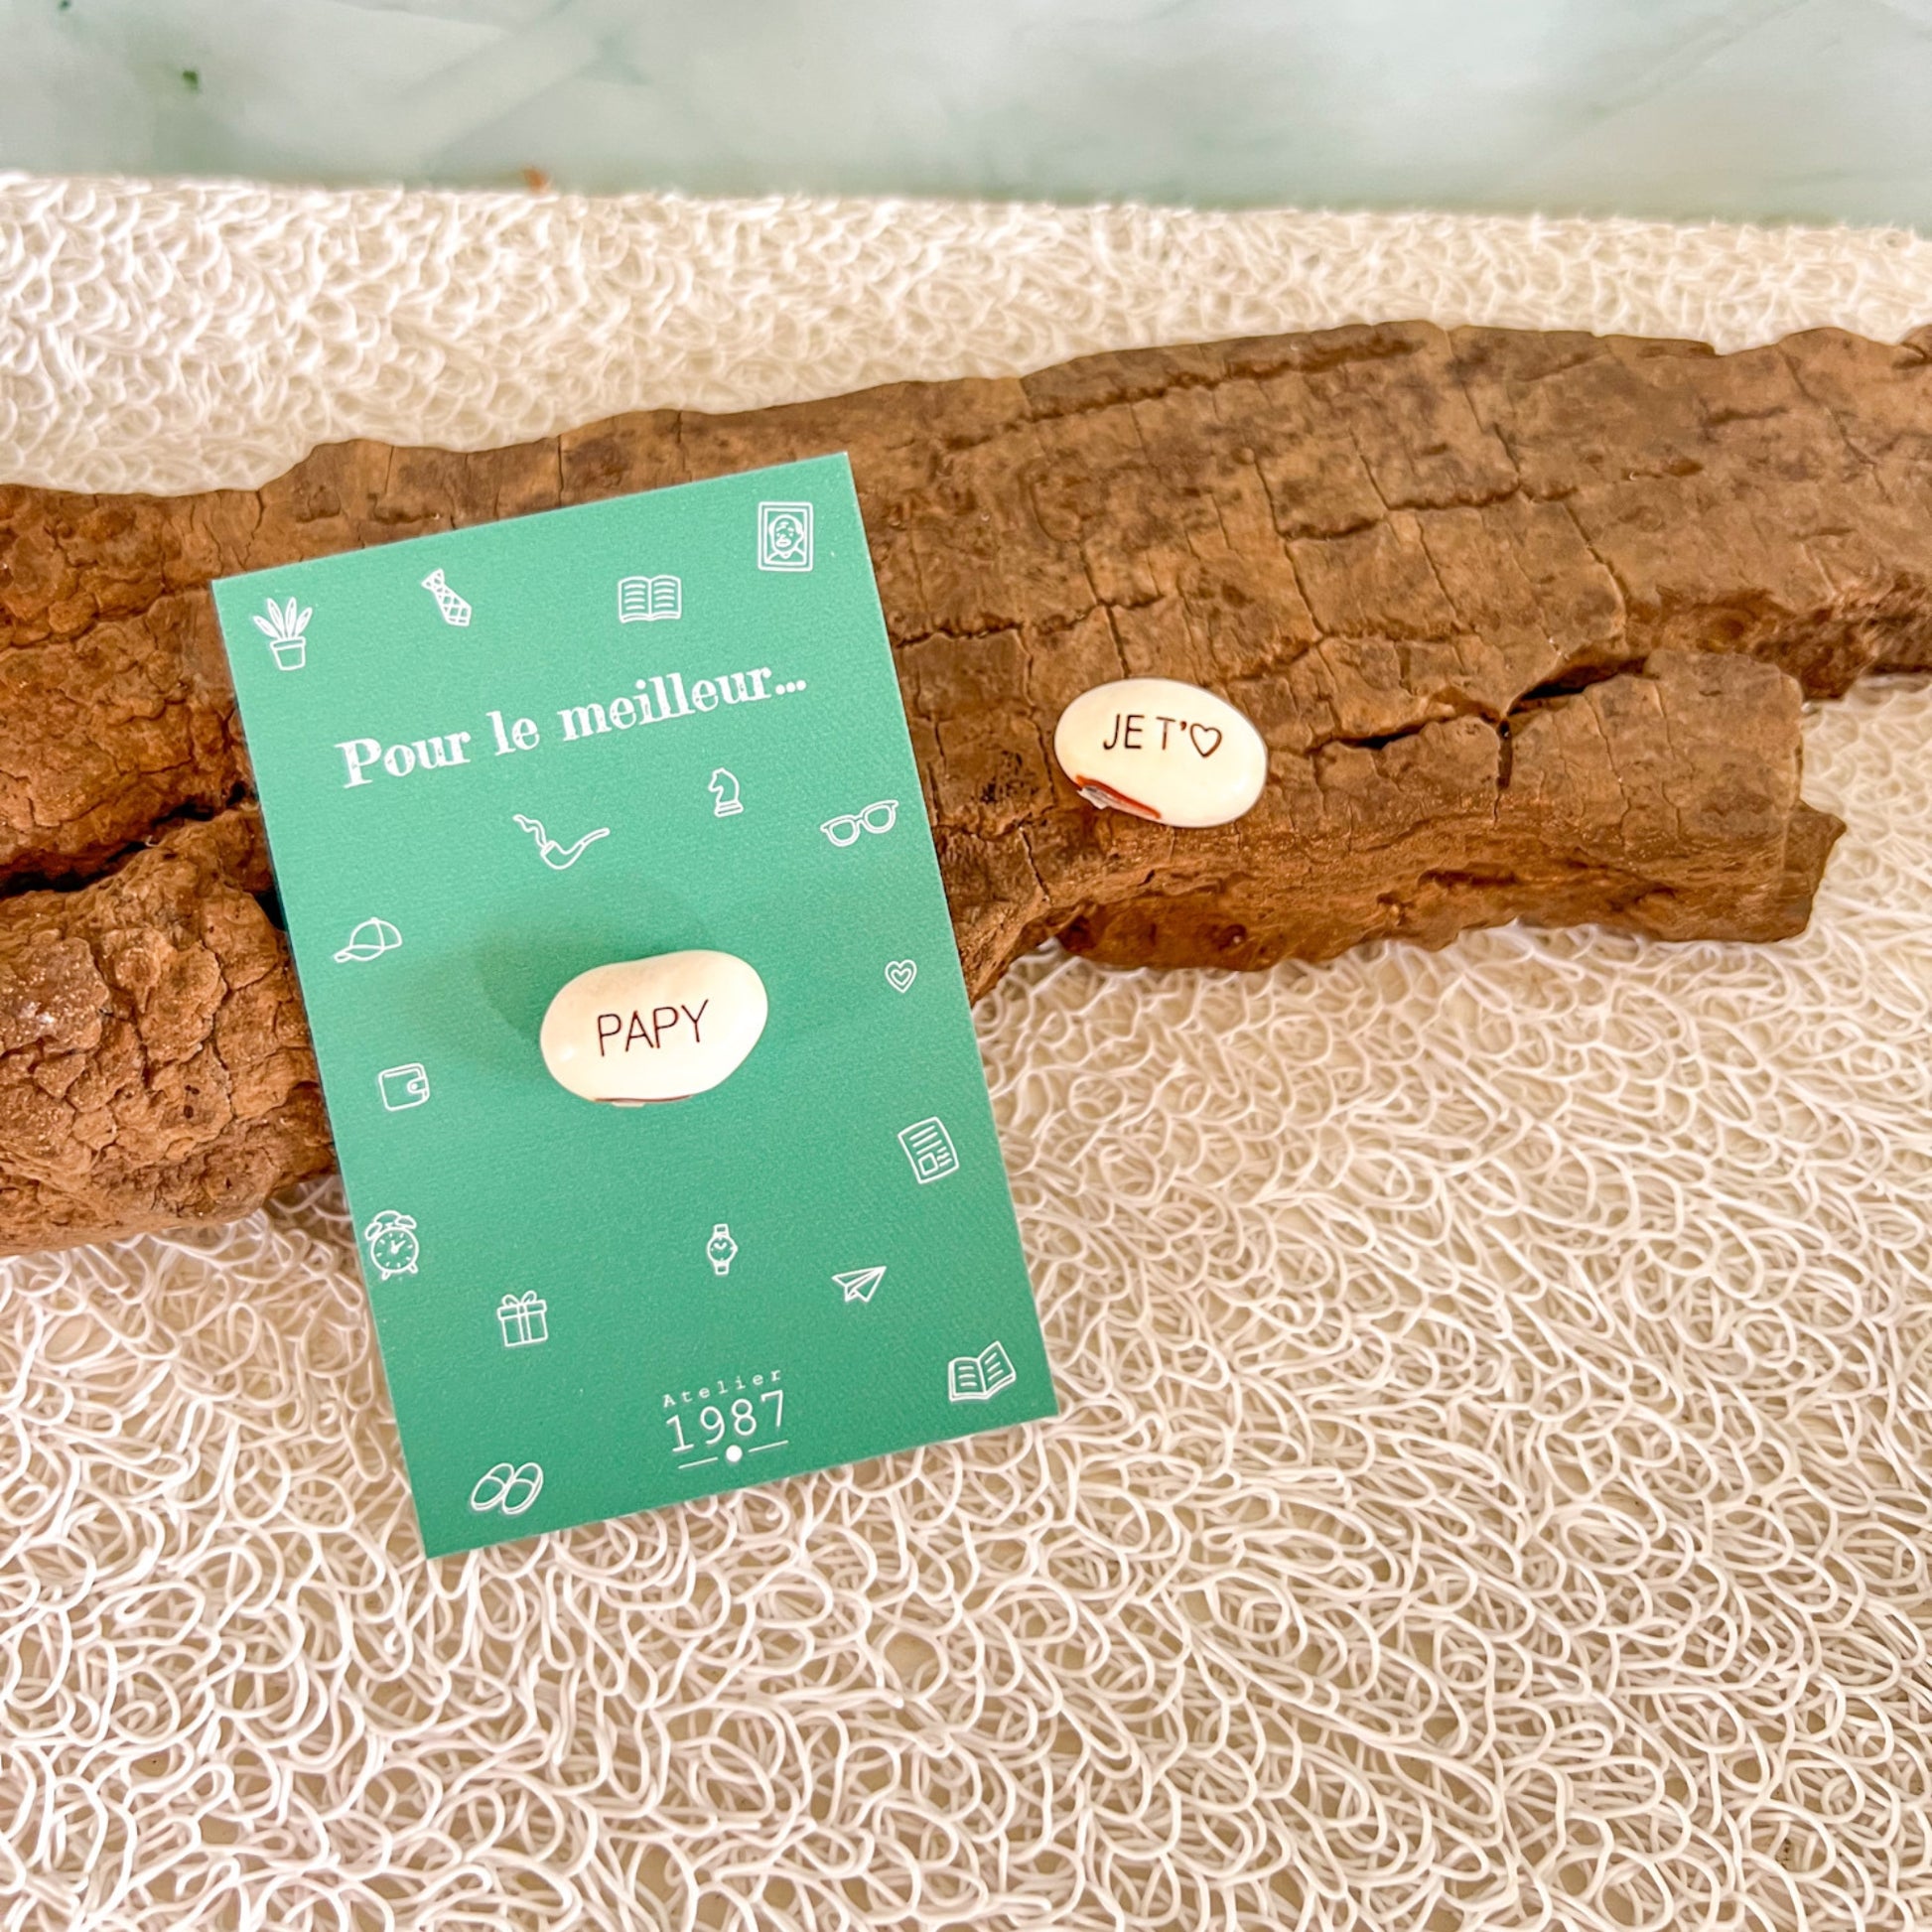 Pour le meilleur...
JE T'♡
PAPY
Atelier
1987